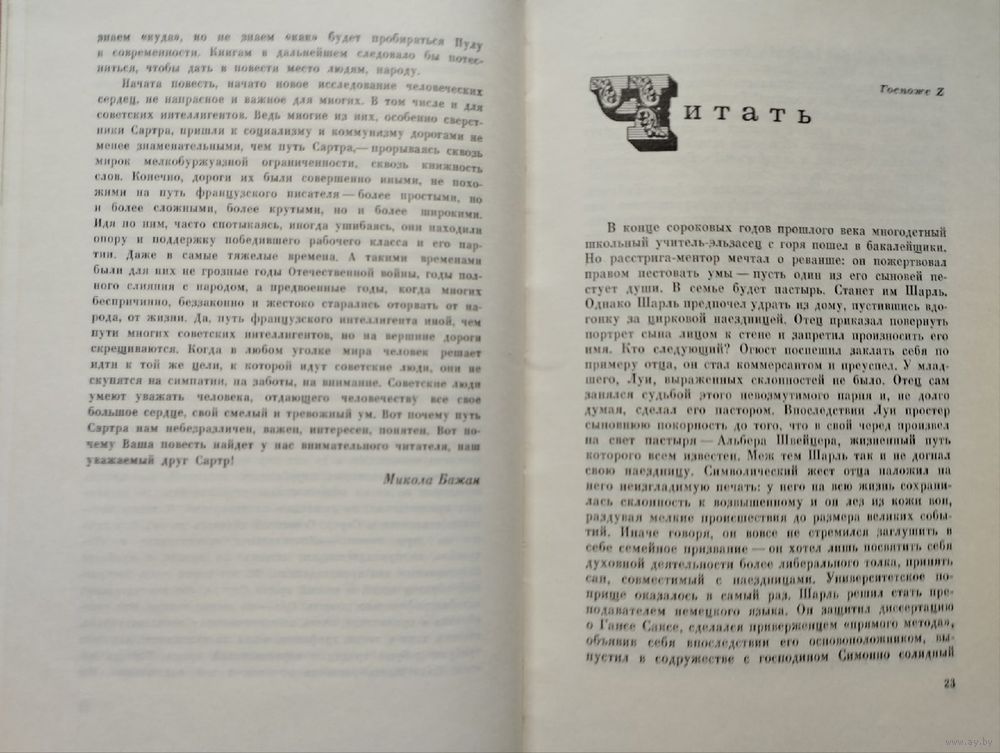 знаем «куда», но не знаем «как» будет пробираться Пулу
к современности. Книгам в дальнейшем следовало бы потес-
ниться, чтобы дать в повести место людям, народу.
Начата повесть, начато новое исследование человеческих
сердец, не напрасное и важное для многих. В том числе и для
советских интеллигентов. Ведь многие из них, особенно сверст-
ники Сартра, пришли к социализму и коммунизму дорогами не
менее знаменательными, чем путь Сартра,— прорываясь сквозь
мирок мелкобуржуазной ограниченности, сквозь книжность
слов. Конечно, дороги их были совершенно иными, не похо-
жими на путь французского писателя — более простыми, но
и более сложными, более крутыми, но и более широкими.
Идя по ним, часто спотыкаясь, иногда ушибаясь, они находили
опору и поддержку победившего рабочего класса и его пар-
тии. Даже в самые тяжелые времена. А такими временами
были для них не грозные годы Отечественной войны, годы пол-
ного слияния с народом, а предвоенные годы, когда многих
беспричинно, беззаконно и жестоко старались оторвать от на-
рода, от жизни. Да, путь французского интеллигента иной, чем
пути многих советских интеллигентов, но на вершине дороги
скрещиваются. Когда в любом уголке мира человек решает
идти к той же цели, к которой идут советские люди, они не
скупятся на симпатии, на заботы, на внимание. Советские люди
умеют уважать человека, отдающего человечеству все свое
большое сердце, свой смелый и тревожный ум. Вот почему путь
Сартра нам небезразличен, важен, интересен, понятен. Вот по-
чему Ваша повесть найдет у нас внимательного читателя, наш
уважаемый друг Сартр!
Микола Бажан
Госпоже Z
Читать
В конце сороковых годов прошлого века многодетный
школьный учитель-эльзасец с горя пошел в бакалейщики.
Но расстрига-ментор мечтал о реванше: он пожертвовал
правом пестовать умы — пусть один из его сыновей пе-
стует души. В семье будет пастырь. Станет им Шарль.
Однако Шарль предпочел удрать из дому, пустившись вдо-
гонку за цирковой наездницей. Отец приказал повернуть
портрет сына лицом к стене и запретил произносить его
имя. Кто следующий? Огюст поспешил заклать себя по
примеру отца, он стал коммерсантом и преуспел. У млад-
шего, Луи, выраженных склонностей не было. Отец сам
занялся судьбой этого невозмутимого парня и, не долго
думая, сделал его пастором. Впоследствии Луи простер
сыновнюю покорность до того, что в свой черед произвел
на свет пастыря — Альбера Швейцера, жизненный путь
которого всем известен. Меж тем Шарль так и не догнал
свою наездницу. Символический жест отца наложил на
него неизгладимую печать: у него на всю жизнь сохрани-
лась склонность к возвышенному и он лез из кожи вон,
раздувая мелкие происшествия до размера великих собы-
тий. Иначе говоря, он вовсе не стремился заглушить в
себе семейное призвание — он хотел лишь посвятить себя
духовной деятельности более либерального толка, принять
сан, совместимый с наездницами. Университетское по-
прище оказалось в самый раз. Шарль решил стать пре-
подавателем немецкого языка. Он защитил диссертацию
о Гансе Саксе, сделался приверженцем «прямого метода»,
объявив себя впоследствии его основоположником, вы-
пустил в содружестве с господином Симонно солидный
23
www.ay.by